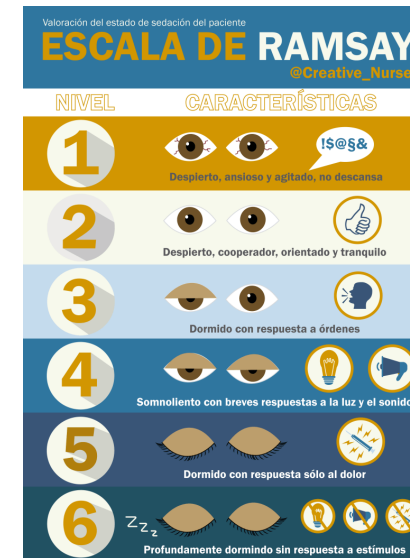 Valoración del estado de sedación del paciente
ESCALA DE RAMSAY
@Creative_Nurse
NIVEL CARACTERÍSTICAS
1 !$@§&
Despierto, ansioso y agitado, no descansa
2
Despierto, cooperador, orientado y tranquilo
3
Dormido con respuesta a órdenes
4
Somnoliento con breves respuestas a la luz y el sonido
5
Dormido con respuesta sólo al dolor
6 ZZZ
Profundamente dormindo sin respuesta a estímulos